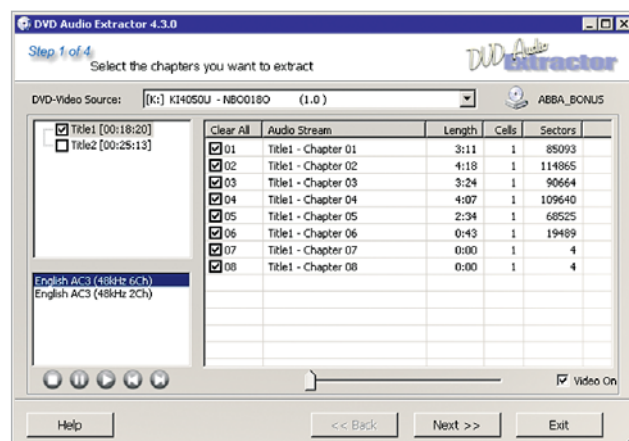 DVD Audio Extractor 4.3.0
Step 1 of 4
Select the chapters you want to extract
DVD Audio Extractor
DVD-Video Source: [K:] KI4050U - NB0018O (1.0) ABBA_BONUS
Title1 [00:18:20]
Title2 [00:25:13]
Clear All Audio Stream Length Cells Sectors
01 Title1 - Chapter 01 3:11 1 85093
02 Title1 - Chapter 02 4:18 1 114865
03 Title1 - Chapter 03 3:24 1 90664
04 Title1 - Chapter 04 4:07 1 109640
05 Title1 - Chapter 05 2:34 1 68525
06 Title1 - Chapter 06 0:43 1 19489
07 Title1 - Chapter 07 0:00 1 4
08 Title1 - Chapter 08 0:00 1 4
English AC3 (48kHz 6Ch)
English AC3 (48kHz 2Ch)
Video On
Help << Back Next >> Exit